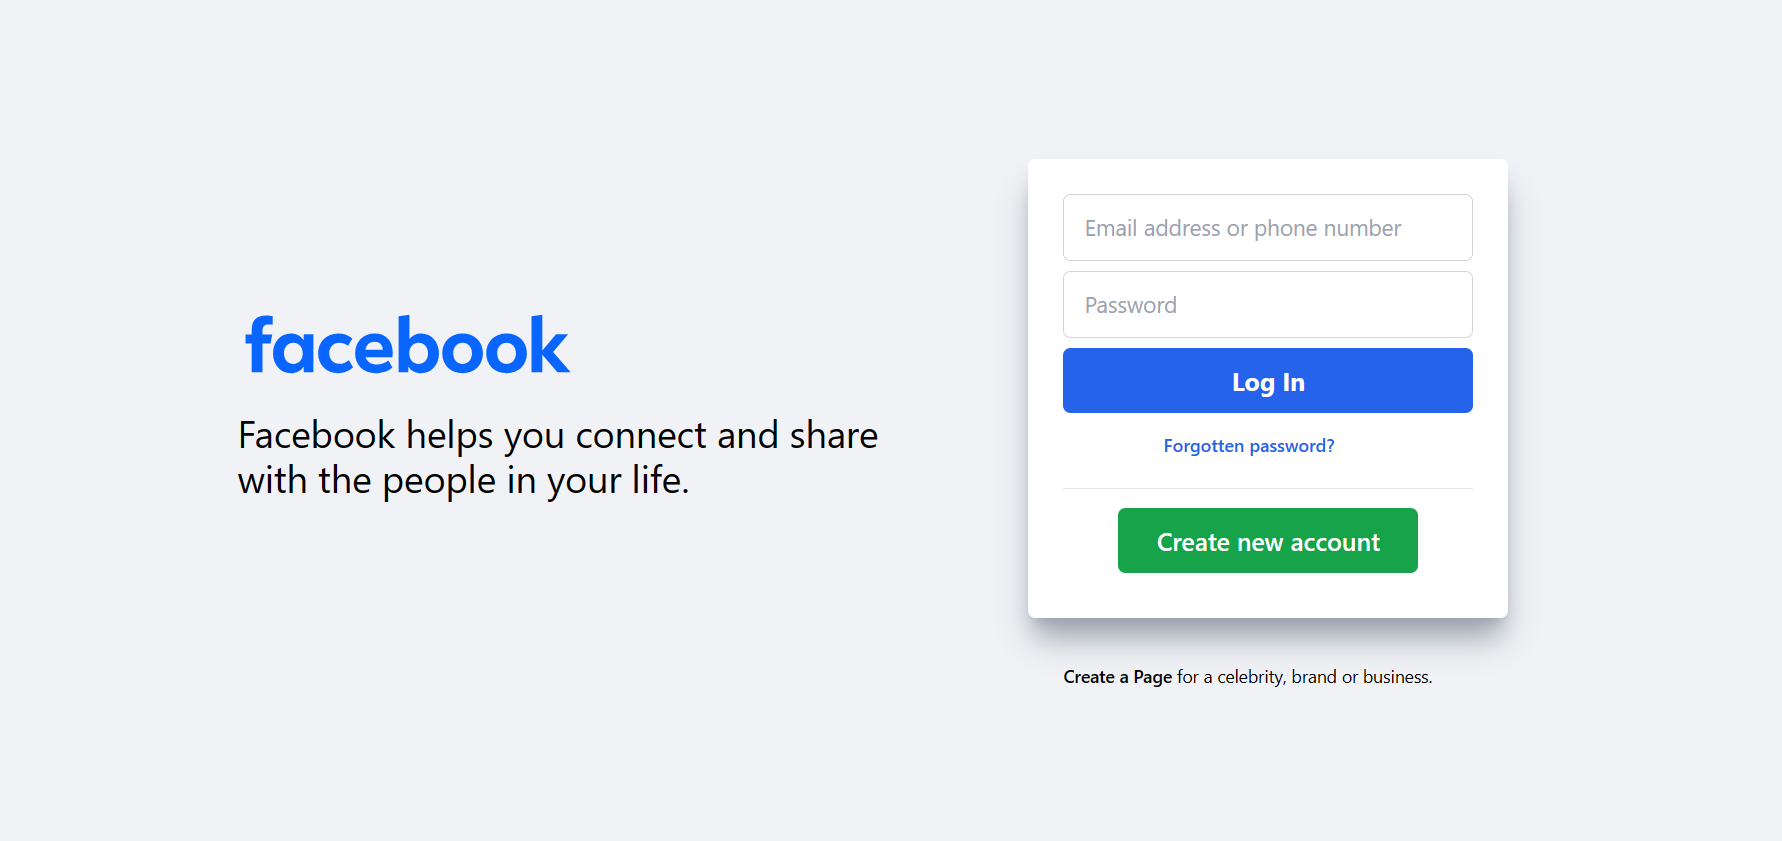 facebook
Facebook helps you connect and share
with the people in your life.
Email address or phone number
Password
Log In
Forgotten password?
Create new account
Create a Page for a celebrity, brand or business.